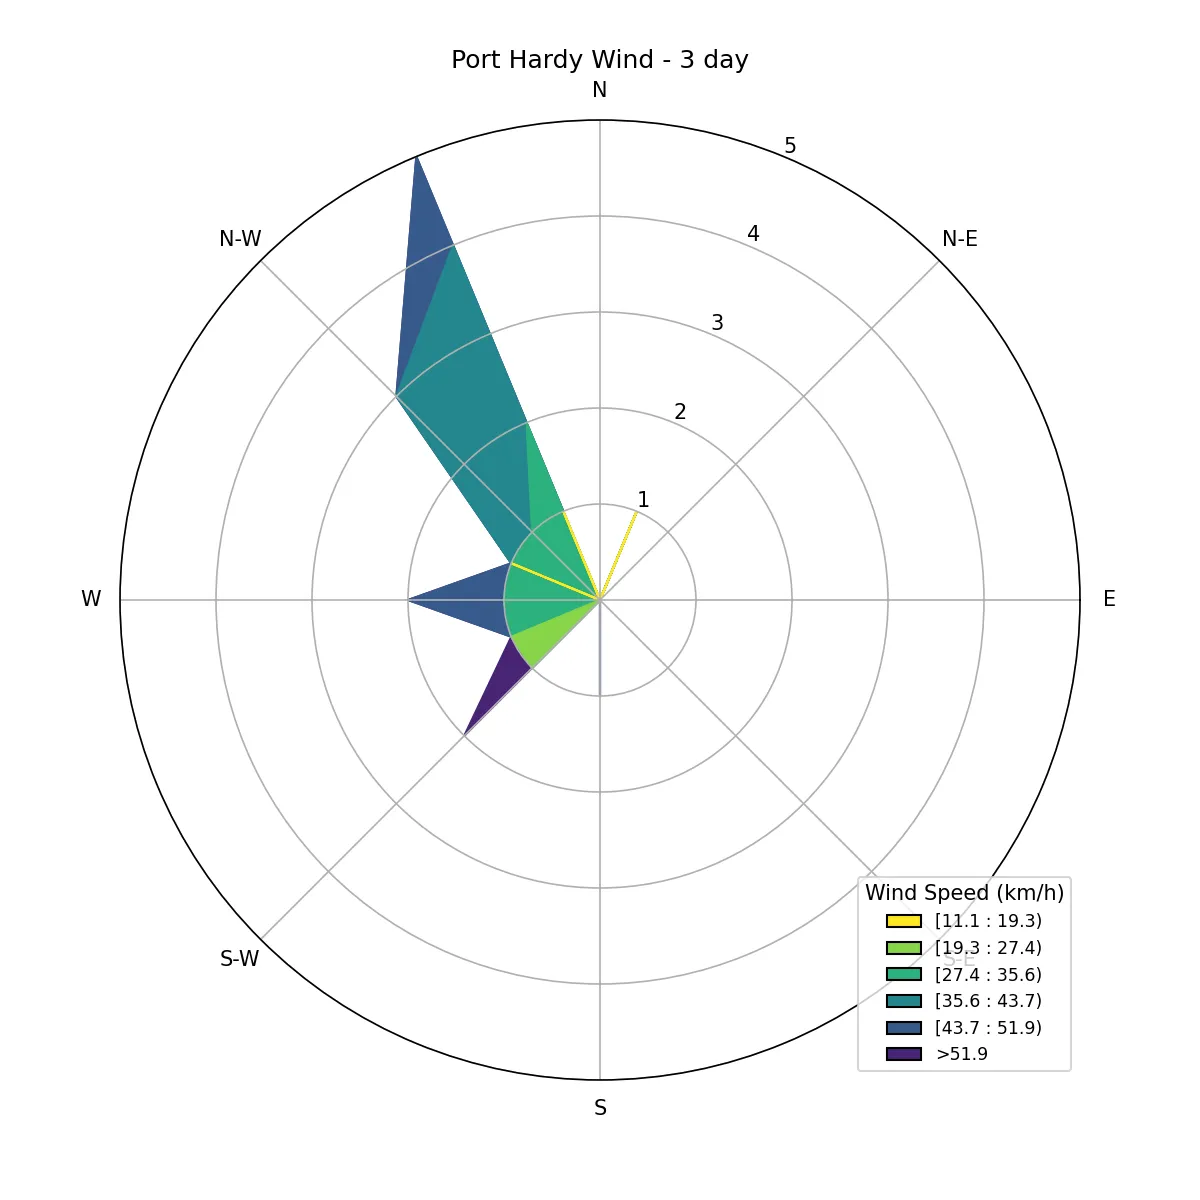 Port Hardy Wind - 3 day
N
5
N-W
N-E
4
3
2
1
W
E
S-W
S-E
S
Wind Speed (km/h)
[11.1 : 19.3)
[19.3 : 27.4)
[27.4 : 35.6)
[35.6 : 43.7)
[43.7 : 51.9)
>51.9